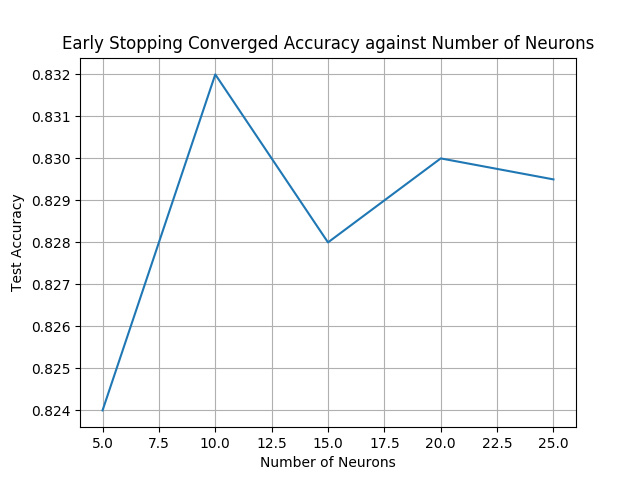 Early Stopping Converged Accuracy against Number of Neurons
0.832
0.831
0.830
0.829
0.828
0.827
0.826
0.825
0.824
Test Accuracy
5.0 7.5 10.0 12.5 15.0 17.5 20.0 22.5 25.0
Number of Neurons